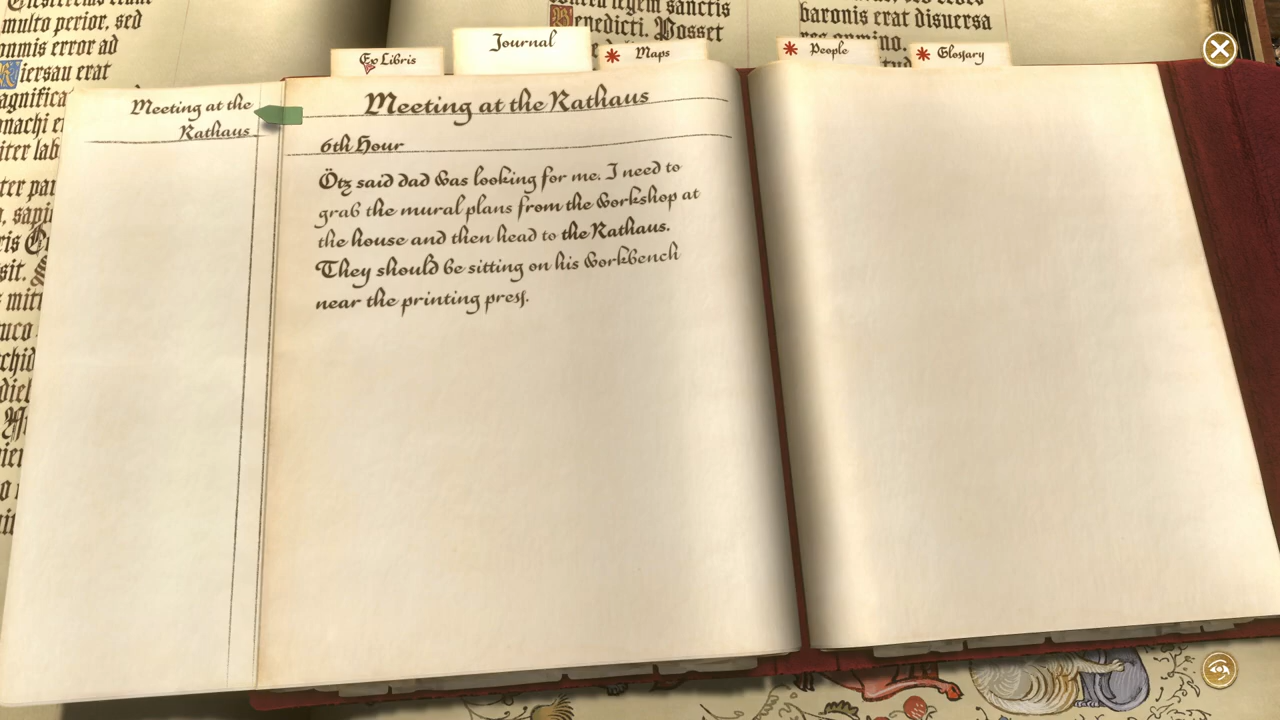 multo perior, sed
error ad
iersau erat
benedicti. Posset
baronis erat disuersa
Ex Libris
Journal
Maps
People
Glossary
Meeting at the
Rathaus
Meeting at the Rathaus
6th Hour
Ötz said dad was looking for me. I need to
grab the mural plans from the workshop at
the house and then head to the Rathaus.
They should be sitting on his workbench
near the printing press.